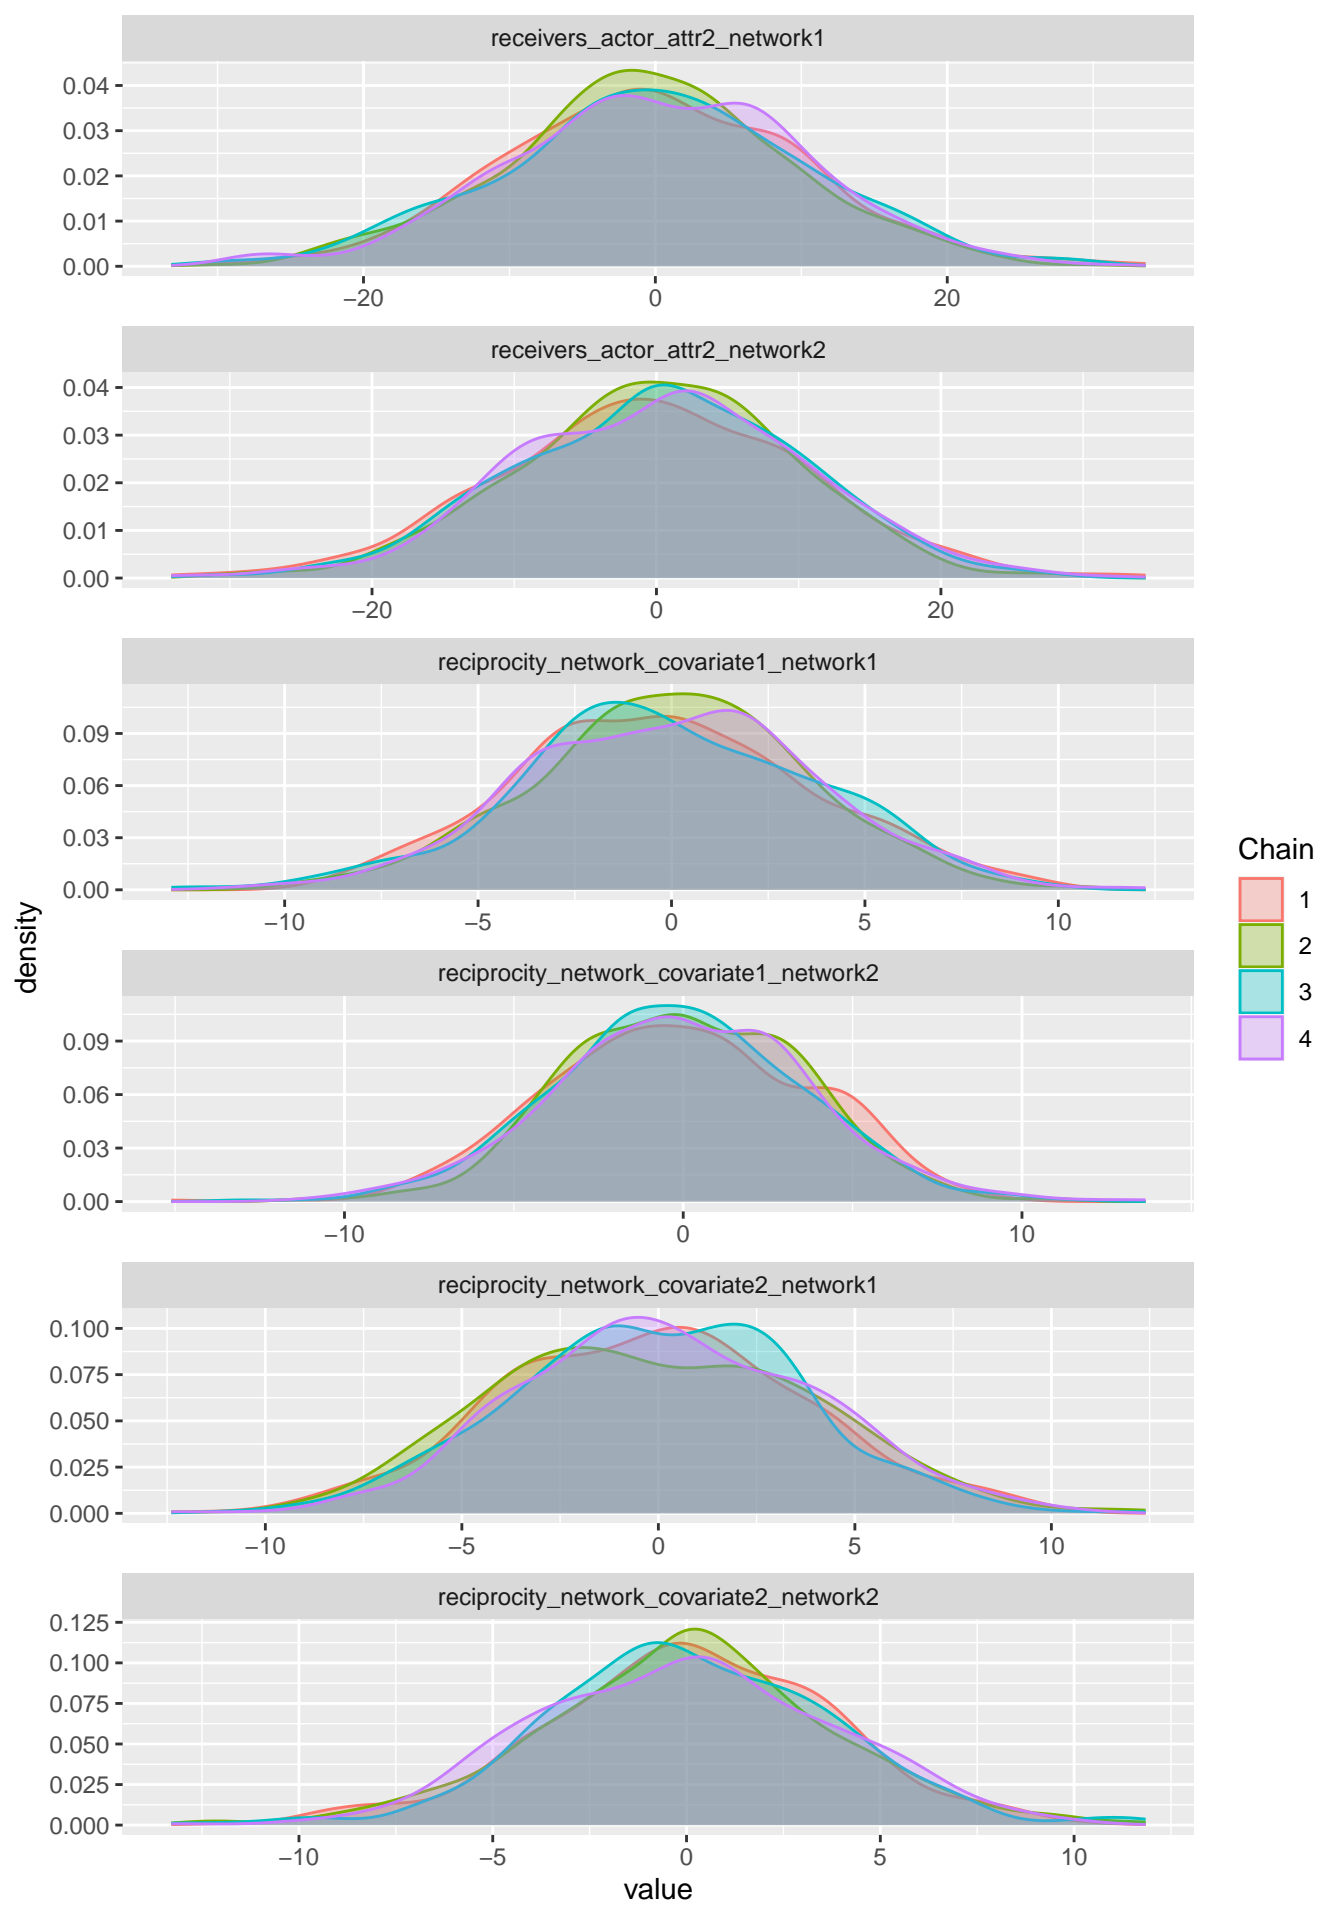 receivers_actor_attr2_network1
0.04
0.03
0.02
0.01
0.00
−20 0 20
receivers_actor_attr2_network2
0.04
0.03
0.02
0.01
0.00
−20 0 20
reciprocity_network_covariate1_network1
0.09
0.06
0.03
0.00
−10 −5 0 5 10
reciprocity_network_covariate1_network2
0.09
0.06
0.03
0.00
−10 0 10
reciprocity_network_covariate2_network1
0.100
0.075
0.050
0.025
0.000
−10 −5 0 5 10
reciprocity_network_covariate2_network2
0.125
0.100
0.075
0.050
0.025
0.000
−10 −5 0 5 10
value
density
Chain
1
2
3
4